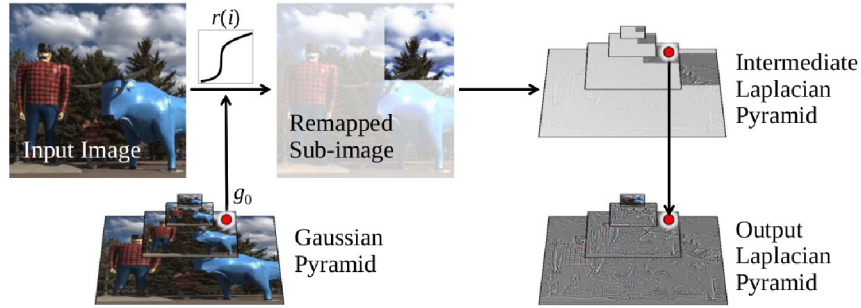 r(i)
Input Image
Remapped
Sub-image
Intermediate
Laplacian
Pyramid
g₀
Gaussian
Pyramid
Output
Laplacian
Pyramid